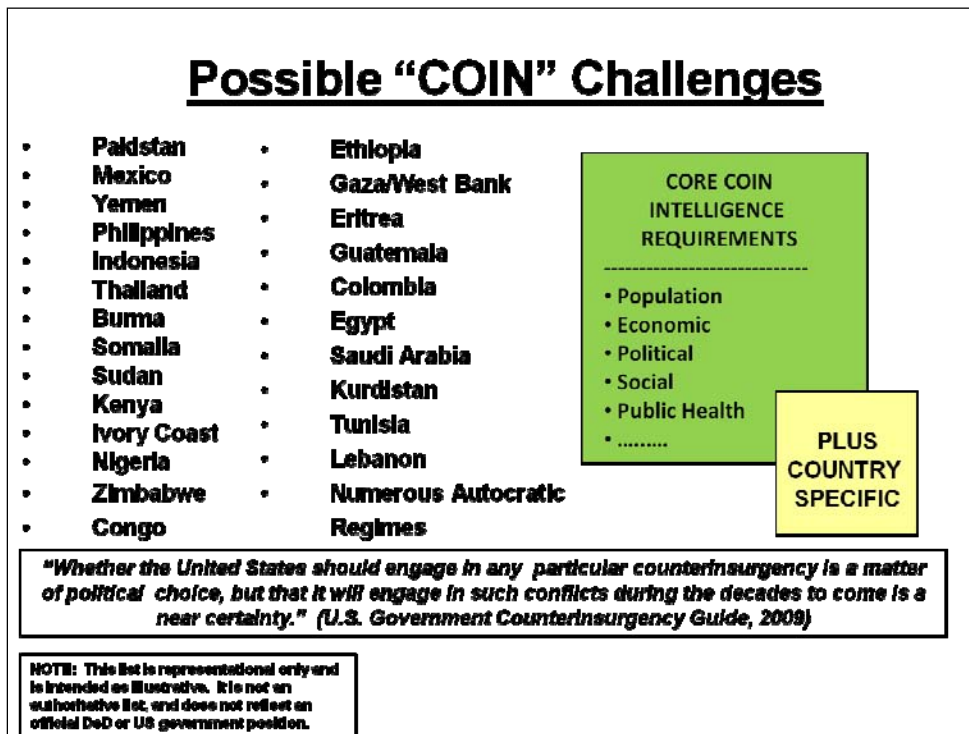 Possible “COIN” Challenges
• Pakistan
• Mexico
• Yemen
• Philippines
• Indonesia
• Thailand
• Burma
• Somalia
• Sudan
• Kenya
• Ivory Coast
• Nigeria
• Zimbabwe
• Congo
• Ethiopia
• Gaza/West Bank
• Eritrea
• Guatemala
• Colombia
• Egypt
• Saudi Arabia
• Kurdistan
• Tunisia
• Lebanon
• Numerous Autocratic
Regimes
CORE COIN
INTELLIGENCE
REQUIREMENTS
-----------------------------
• Population
• Economic
• Political
• Social
• Public Health
• .........
PLUS
COUNTRY
SPECIFIC
“Whether the United States should engage in any particular counterinsurgency is a matter
of political choice, but that it will engage in such conflicts during the decades to come is a
near certainty.” (U.S. Government Counterinsurgency Guide, 2009)
NOTE: This list is representational only and
is intended as illustrative. It is not an
authoritative list, and does not reflect an
official DoD or US government position.